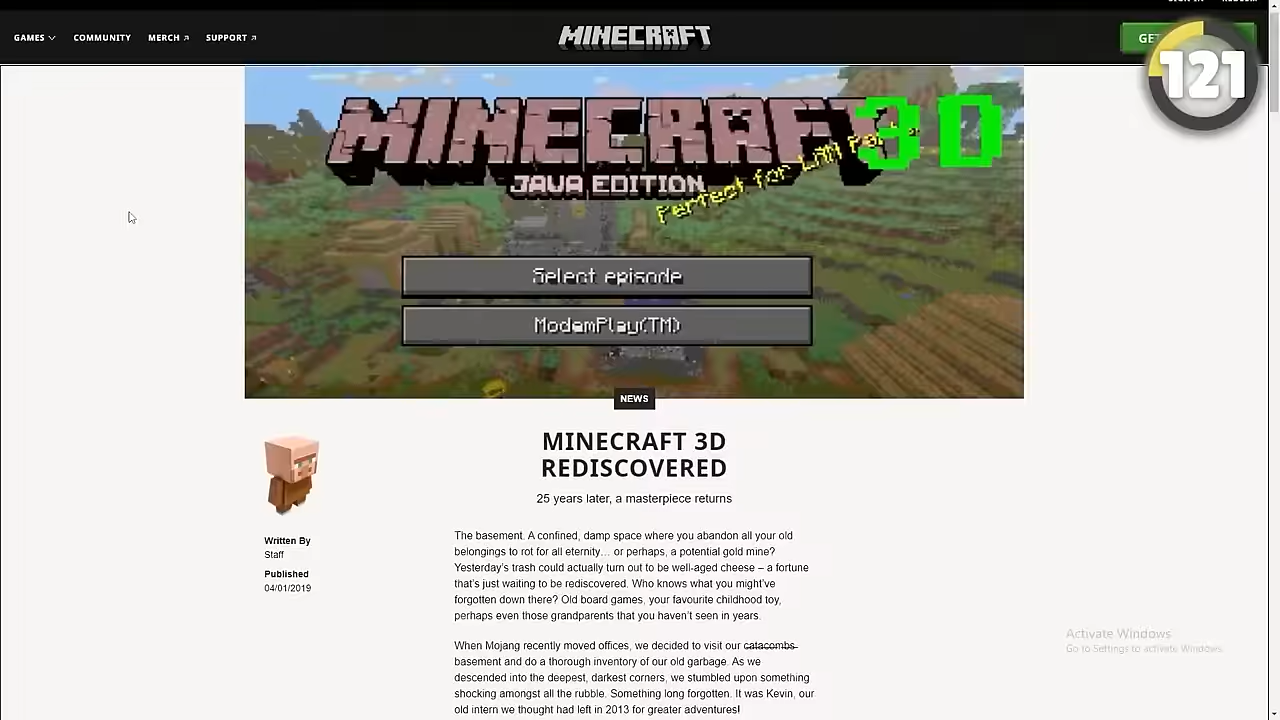 GAMES
COMMUNITY
MERCH
SUPPORT
MINECRAFT
121
MINECRAFT 3D
JAVA EDITION
Perfect for LAN
Select episode
ModemPlay(TM)
NEWS
MINECRAFT 3D
REDISCOVERED
25 years later, a masterpiece returns
Written By
Staff
Published
04/01/2019
The basement. A confined, damp space where you abandon all your old
belongings to rot for all eternity… or perhaps, a potential gold mine?
Yesterday's trash could actually turn out to be well-aged cheese – a fortune
that's just waiting to be rediscovered. Who knows what you might've
forgotten down there? Old board games, your favourite childhood toy,
perhaps even those grandparents that you haven't seen in years.
When Mojang recently moved offices, we decided to visit our catacombs
basement and do a thorough inventory of our old garbage. As we
descended into the deepest, darkest corners, we stumbled upon something
shocking amongst all the rubble. Something long forgotten. It was Kevin, our
old intern we thought had left in 2013 for greater adventures!
Activate Windows
Go to Settings to activate Windows.